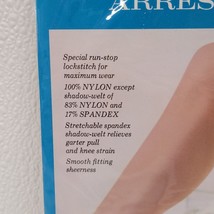 ARRES
Special run-stop
lockstitch for
maximum wear
100% NYLON except
shadow-welt of
83% NYLON and
17% SPANDEX
Stretchable spandex
shadow-welt relieves
garter pull
and knee strain
Smooth fitting
sheerness